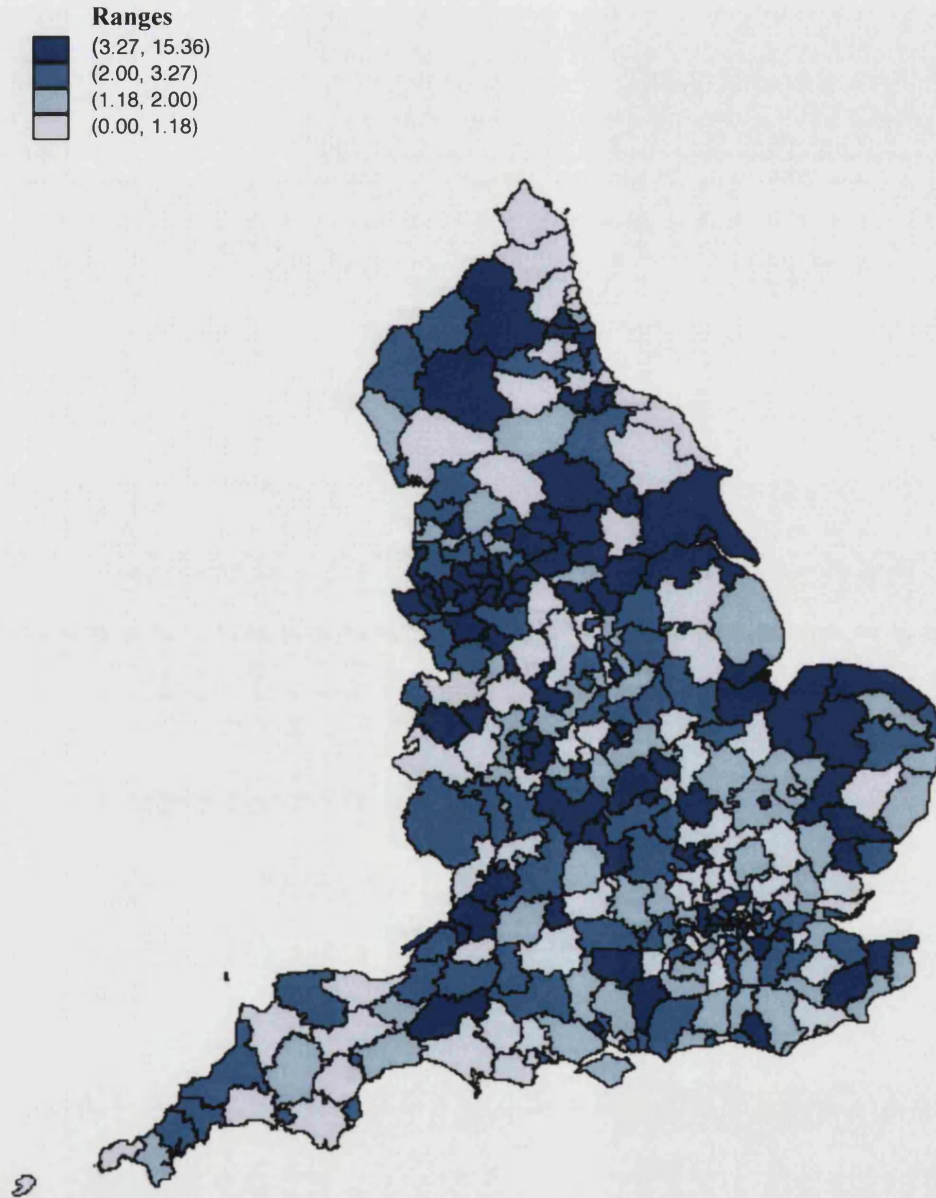 Ranges
(3.27, 15.36)
(2.00, 3.27)
(1.18, 2.00)
(0.00, 1.18)